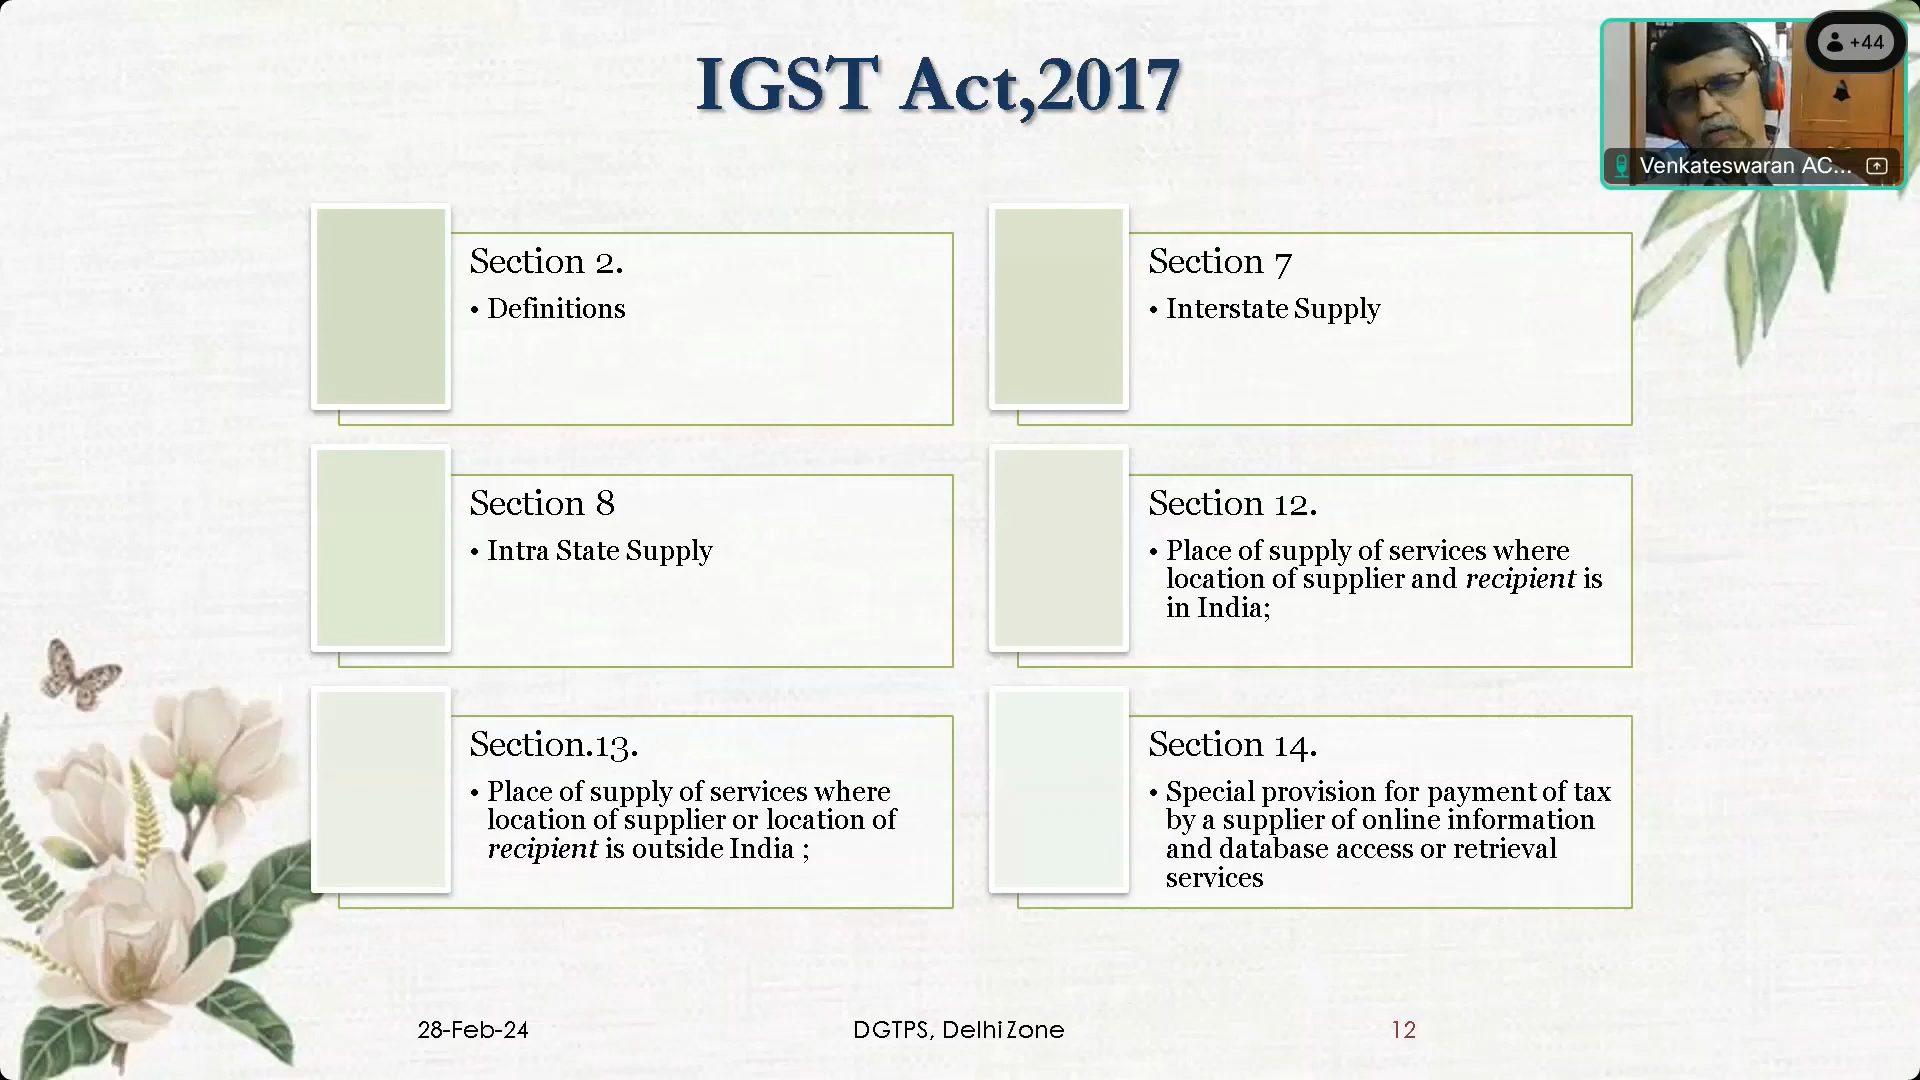 IGST Act,2017
+44
Venkateswaran AC...
Section 2.
• Definitions
Section 7
• Interstate Supply
Section 8
• Intra State Supply
Section 12.
• Place of supply of services where
location of supplier and recipient is
in India;
Section.13.
• Place of supply of services where
location of supplier or location of
recipient is outside India ;
Section 14.
• Special provision for payment of tax
by a supplier of online information
and database access or retrieval
services
28-Feb-24
DGTPS, Delhi Zone
12